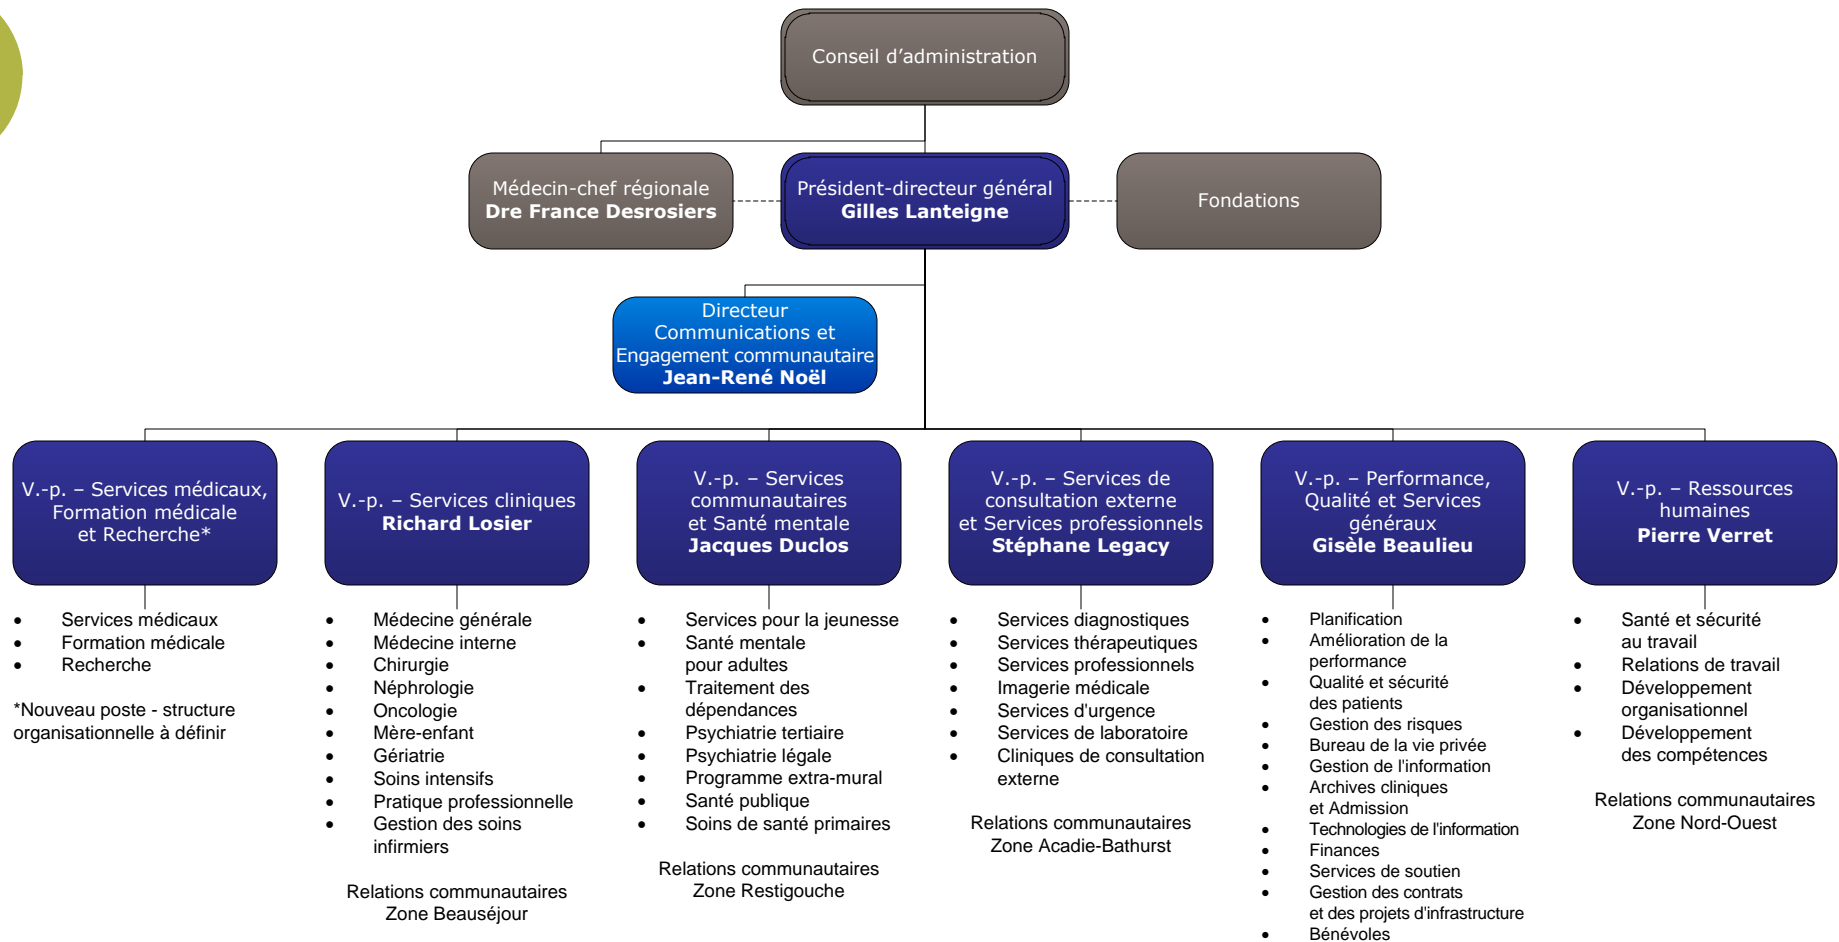 Conseil d'administration
Médecin-chef régionale
Dre France Desrosiers
Président-directeur général
Gilles Lanteigne
Fondations
Directeur
Communications et
Engagement communautaire
Jean-René Noël
V.-p. – Services médicaux,
Formation médicale
et Recherche*
• Services médicaux
• Formation médicale
• Recherche
*Nouveau poste - structure
organisationnelle à définir
V.-p. – Services cliniques
Richard Losier
• Médecine générale
• Médecine interne
• Chirurgie
• Néphrologie
• Oncologie
• Mère-enfant
• Gériatrie
• Soins intensifs
• Pratique professionnelle
• Gestion des soins
infirmiers
Relations communautaires
Zone Beauséjour
V.-p. – Services
communautaires
et Santé mentale
Jacques Duclos
• Services pour la jeunesse
• Santé mentale
pour adultes
• Traitement des
dépendances
• Psychiatrie tertiaire
• Psychiatrie légale
• Programme extra-mural
• Santé publique
• Soins de santé primaires
Relations communautaires
Zone Restigouche
V.-p. – Services de
consultation externe
et Services professionnels
Stéphane Legacy
• Services diagnostiques
• Services thérapeutiques
• Services professionnels
• Imagerie médicale
• Services d'urgence
• Services de laboratoire
• Cliniques de consultation
externe
Relations communautaires
Zone Acadie-Bathurst
V.-p. – Performance,
Qualité et Services
généraux
Gisèle Beaulieu
• Planification
• Amélioration de la
performance
• Qualité et sécurité
des patients
• Gestion des risques
• Bureau de la vie privée
• Gestion de l'information
• Archives cliniques
et Admission
• Technologies de l'information
• Finances
• Services de soutien
• Gestion des contrats
et des projets d'infrastructure
• Bénévoles
V.-p. – Ressources
humaines
Pierre Verret
• Santé et sécurité
au travail
• Relations de travail
• Développement
organisationnel
• Développement
des compétences
Relations communautaires
Zone Nord-Ouest